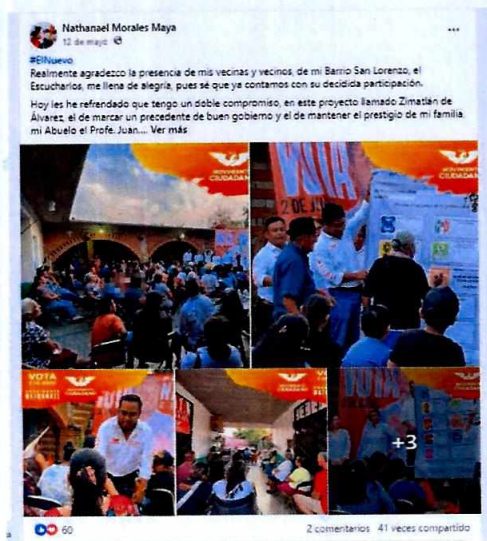 Nathanael Morales Maya
12 de mayo
#ElNuevo
Realmente agradezco la presencia de mis vecinas y vecinos, de mi Barrio San Lorenzo, el
Escucharlos, me llena de alegría, pues sé que ya contamos con su decidida participación.
Hoy les he refrendado que tengo un doble compromiso, en este proyecto llamado Zimatlán de
Álvarez, el de marcar un precedente de buen gobierno y el de mantener el prestigio de mi familia,
mi Abuelo el Profe. Juan.... Ver más
MOVIMIENTO
CIUDADANO
VOTA
2 DE JU
MOVIMIENTO
CIUDADANO
VOTA
MOVIMIENTO
CIUDADANO
+3
60
2 comentarios 41 veces compartido